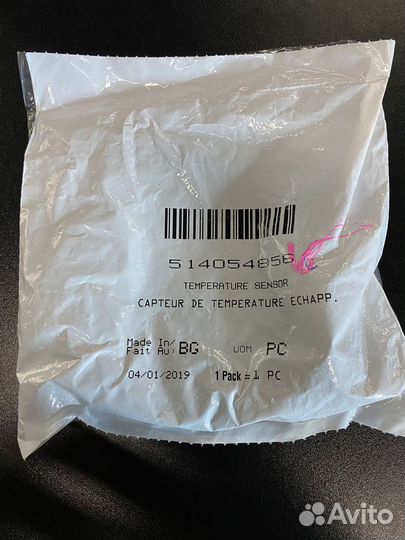 514054856
TEMPERATURE SENSOR
CAPTEUR DE TEMPERATURE ECHAPP.
Made In/
Fait Au: BG UOM PC
04/01/2019 1 Pack = 1 PC
Avito